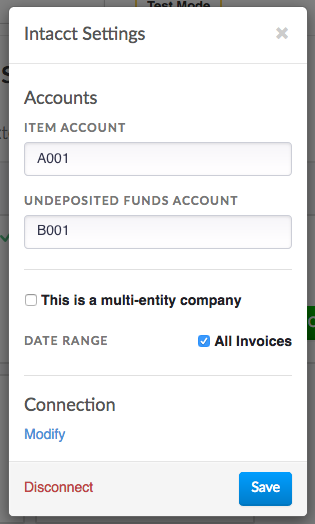 Test Mode
Intacct Settings
×
Accounts
ITEM ACCOUNT
A001
UNDEPOSITED FUNDS ACCOUNT
B001
This is a multi-entity company
DATE RANGE
All Invoices
Connection
Modify
Disconnect
Save